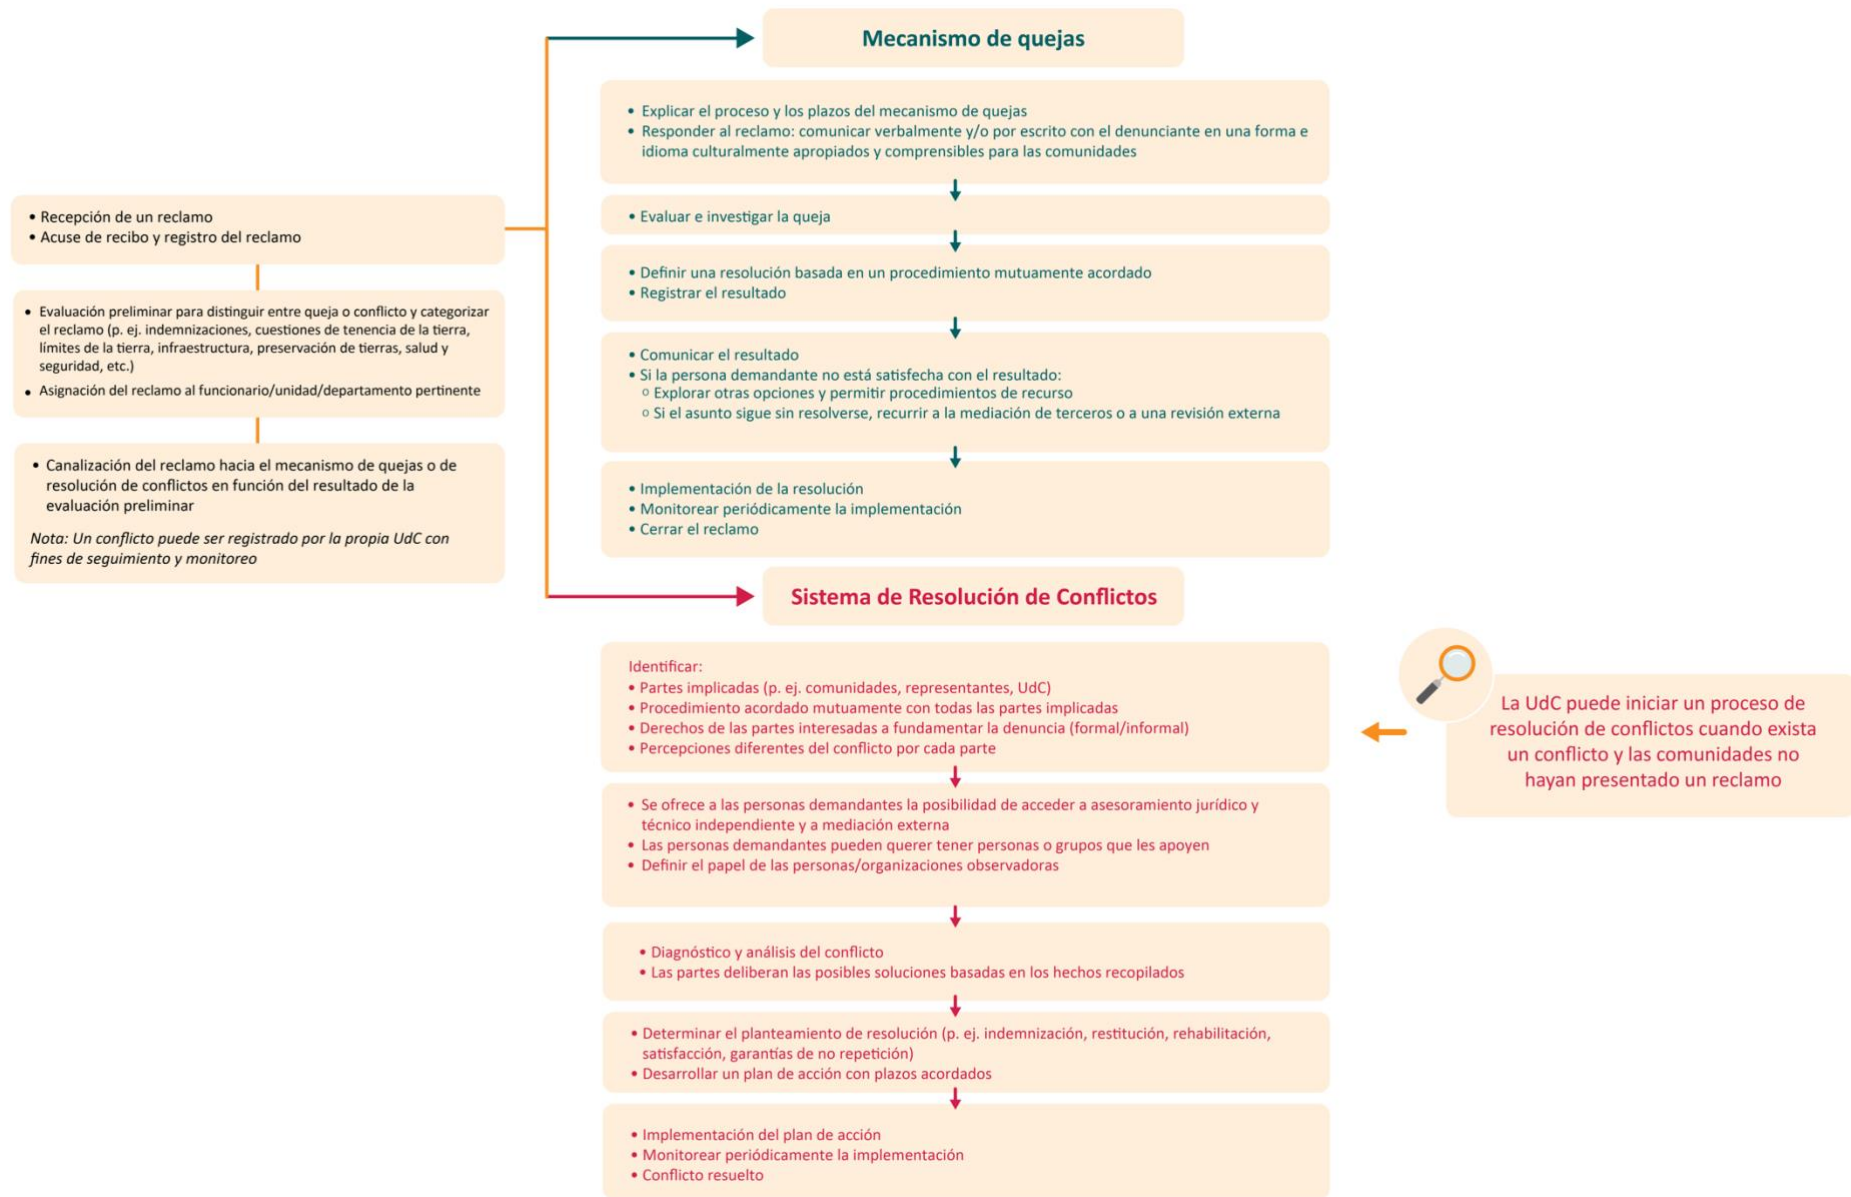 • Recepción de un reclamo
• Acuse de recibo y registro del reclamo
• Evaluación preliminar para distinguir entre queja o conflicto y categorizar
el reclamo (p. ej. indemnizaciones, cuestiones de tenencia de la tierra,
límites de la tierra, infraestructura, preservación de tierras, salud y
seguridad, etc.)
• Asignación del reclamo al funcionario/unidad/departamento pertinente
• Canalización del reclamo hacia el mecanismo de quejas o de
resolución de conflictos en función del resultado de la
evaluación preliminar
Nota: Un conflicto puede ser registrado por la propia UdC con
fines de seguimiento y monitoreo
Mecanismo de quejas
• Explicar el proceso y los plazos del mecanismo de quejas
• Responder al reclamo: comunicar verbalmente y/o por escrito con el denunciante en una forma e
idioma culturalmente apropiados y comprensibles para las comunidades
• Evaluar e investigar la queja
• Definir una resolución basada en un procedimiento mutuamente acordado
• Registrar el resultado
• Comunicar el resultado
• Si la persona demandante no está satisfecha con el resultado:
o Explorar otras opciones y permitir procedimientos de recurso
o Si el asunto sigue sin resolverse, recurrir a la mediación de terceros o a una revisión externa
• Implementación de la resolución
• Monitorear periódicamente la implementación
• Cerrar el reclamo
Sistema de Resolución de Conflictos
Identificar:
• Partes implicadas (p. ej. comunidades, representantes, UdC)
• Procedimiento acordado mutuamente con todas las partes implicadas
• Derechos de las partes interesadas a fundamentar la denuncia (formal/informal)
• Percepciones diferentes del conflicto por cada parte
La UdC puede iniciar un proceso de
resolución de conflictos cuando exista
un conflicto y las comunidades no
hayan presentado un reclamo
• Se ofrece a las personas demandantes la posibilidad de acceder a asesoramiento jurídico y
técnico independiente y a mediación externa
• Las personas demandantes pueden querer tener personas o grupos que les apoyen
• Definir el papel de las personas/organizaciones observadoras
• Diagnóstico y análisis del conflicto
• Las partes deliberan las posibles soluciones basadas en los hechos recopilados
• Determinar el planteamiento de resolución (p. ej. indemnización, restitución, rehabilitación,
satisfacción, garantías de no repetición)
• Desarrollar un plan de acción con plazos acordados
• Implementación del plan de acción
• Monitorear periódicamente la implementación
• Conflicto resuelto